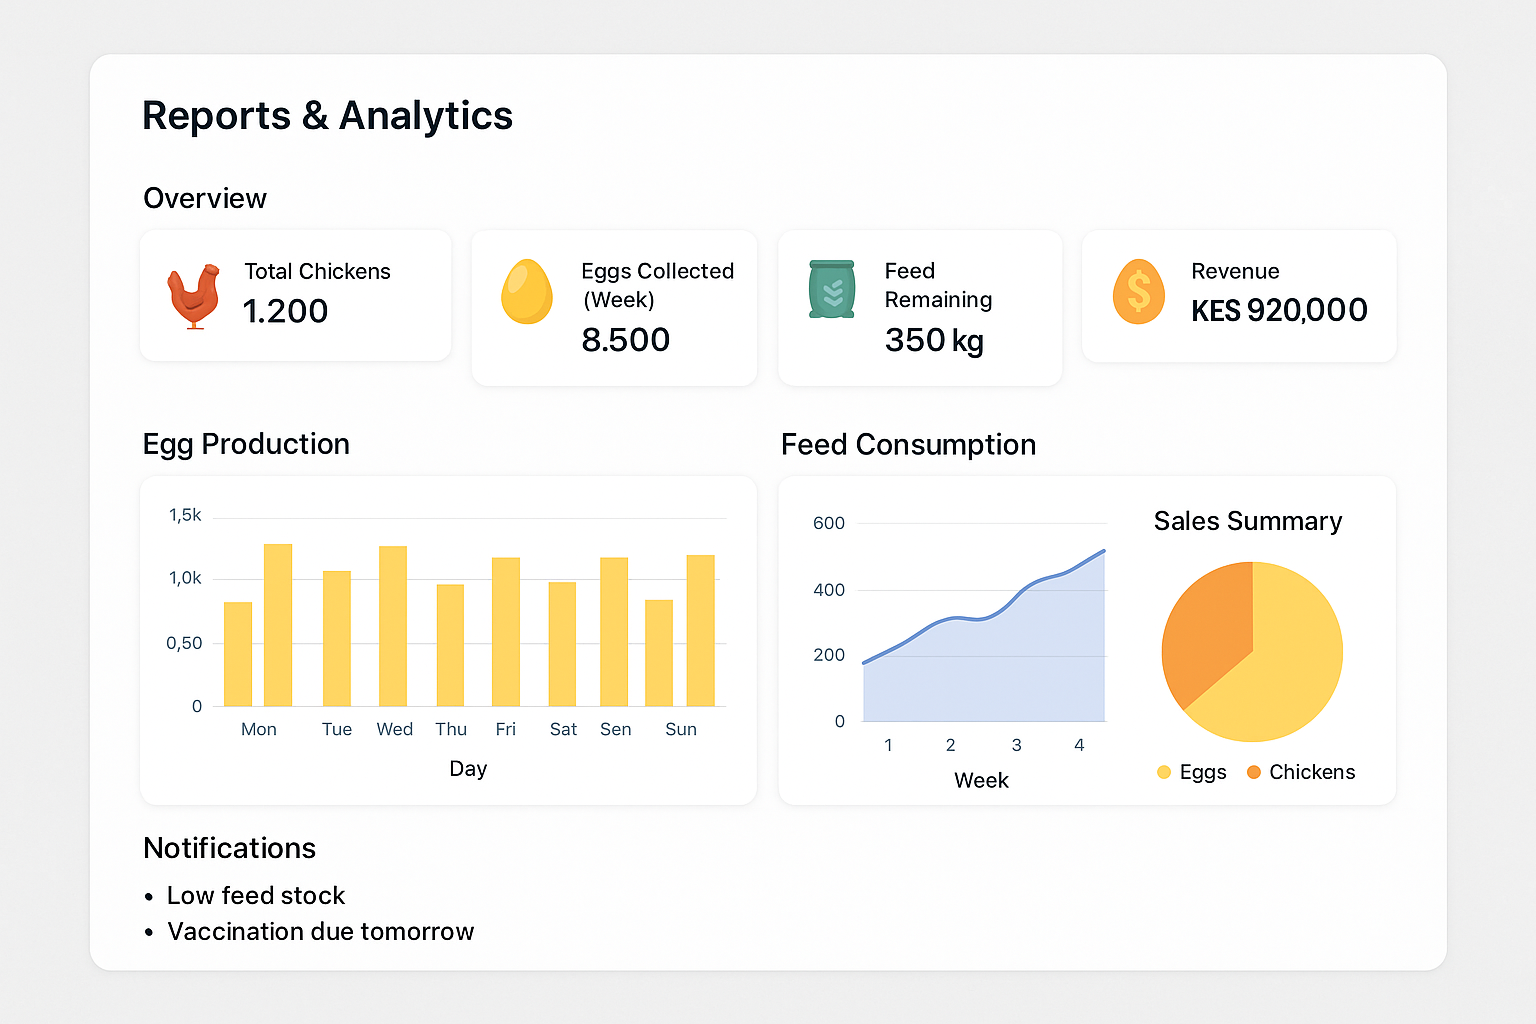 Reports & Analytics
Overview
Total Chickens
1.200
Eggs Collected
(Week)
8.500
Feed
Remaining
350 kg
Revenue
KES 920,000
Egg Production
1,5k
1,0k
0,50
0
Mon Tue Wed Thu Fri Sat Sen Sun
Day
Feed Consumption
600
400
200
0
1 2 3 4
Week
Sales Summary
$
Eggs Chickens
Notifications
• Low feed stock
• Vaccination due tomorrow